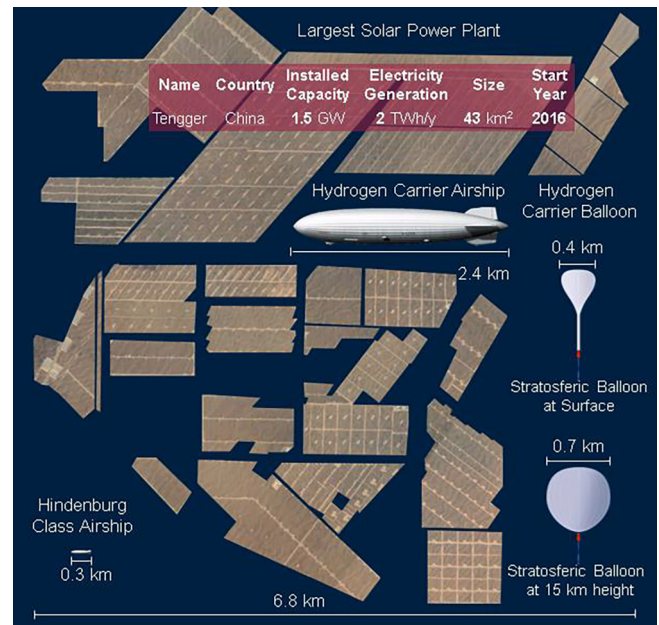 Largest Solar Power Plant
Name Country Installed Capacity Electricity Generation Size Start Year
Tengger China 1.5 GW 2 TWh/y 43 km² 2016
Hydrogen Carrier Airship
2.4 km
Hydrogen
Carrier Balloon
0.4 km
Stratosferic Balloon
at Surface
0.7 km
Stratosferic Balloon
at 15 km height
Hindenburg
Class Airship
0.3 km
6.8 km